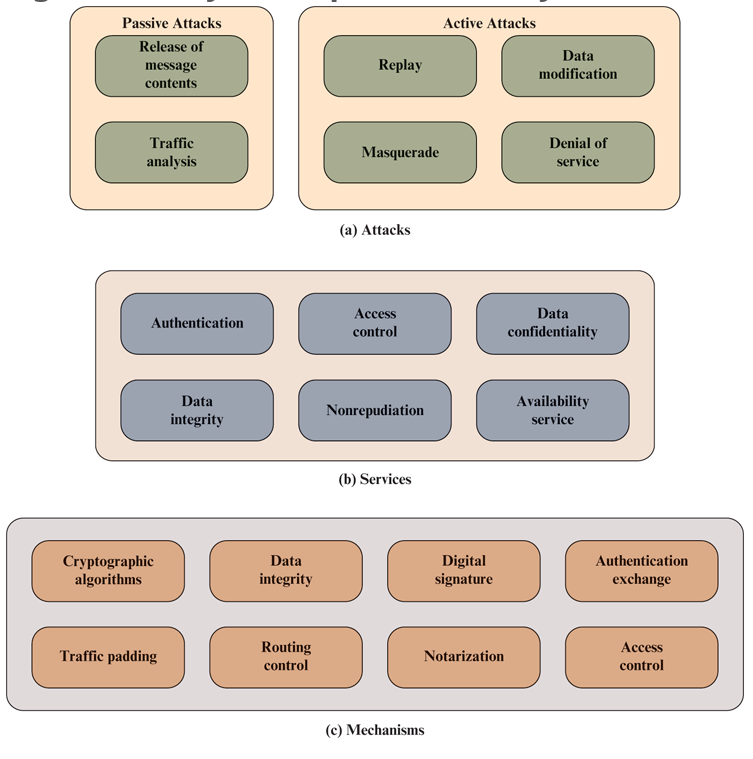 Passive Attacks
Release of
message
contents
Traffic
analysis
Active Attacks
Replay
Data
modification
Masquerade
Denial of
service
(a) Attacks
Authentication
Access
control
Data
confidentiality
Data
integrity
Nonrepudiation
Availability
service
(b) Services
Cryptographic
algorithms
Data
integrity
Digital
signature
Authentication
exchange
Traffic padding
Routing
control
Notarization
Access
control
(c) Mechanisms